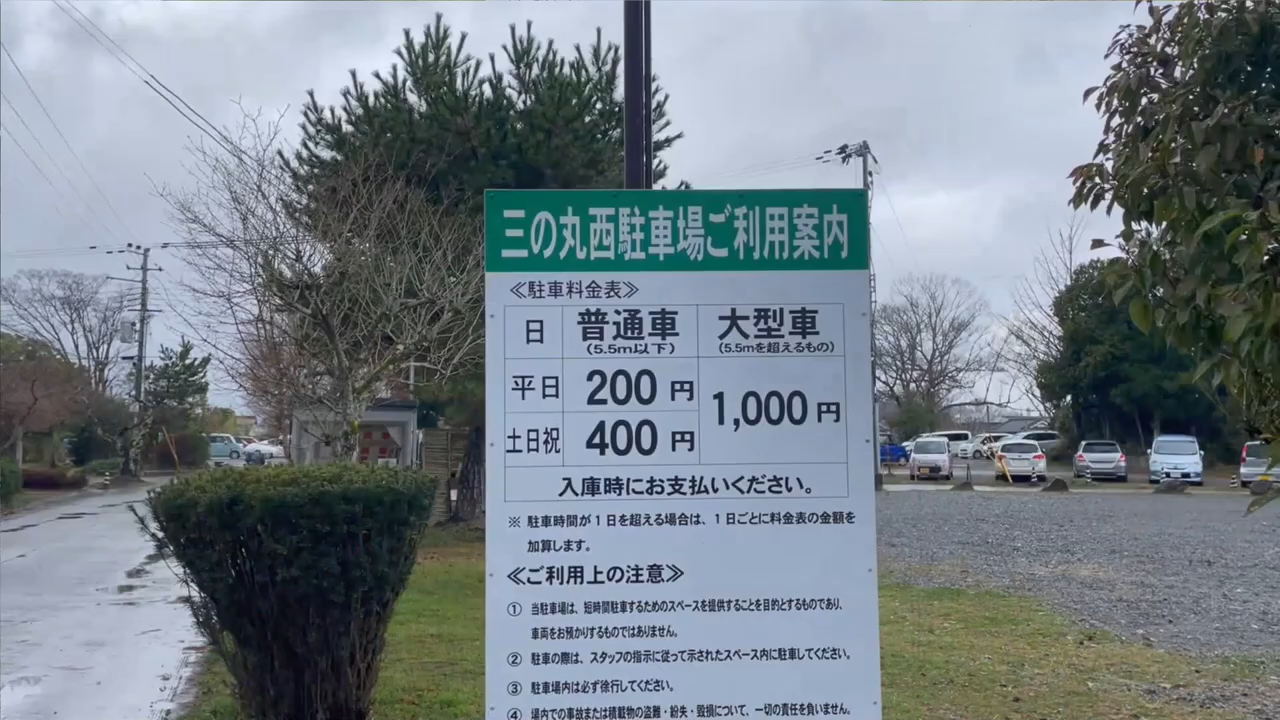 三の丸西駐車場ご利用案内
≪駐車料金表≫
日 普通車 大型車
(5.5m以下) (5.5mを超えるもの)
平日 200円 1,000円
土日祝 400円
入庫時にお支払いください。
※ 駐車時間が1日を超える場合は、1日ごとに料金表の金額を
加算します。
≪ご利用上の注意≫
① 当駐車場は、短時間駐車するためのスペースを提供することを目的とするものであり、
車両をお預かりするものではありません。
② 駐車の際は、スタッフの指示に従って示されたスペース内に駐車してください。
③ 駐車場内は必ず徐行してください。
④ 場内での事故または積載物の盗難・紛失・毀損について、一切の責任を負いません。